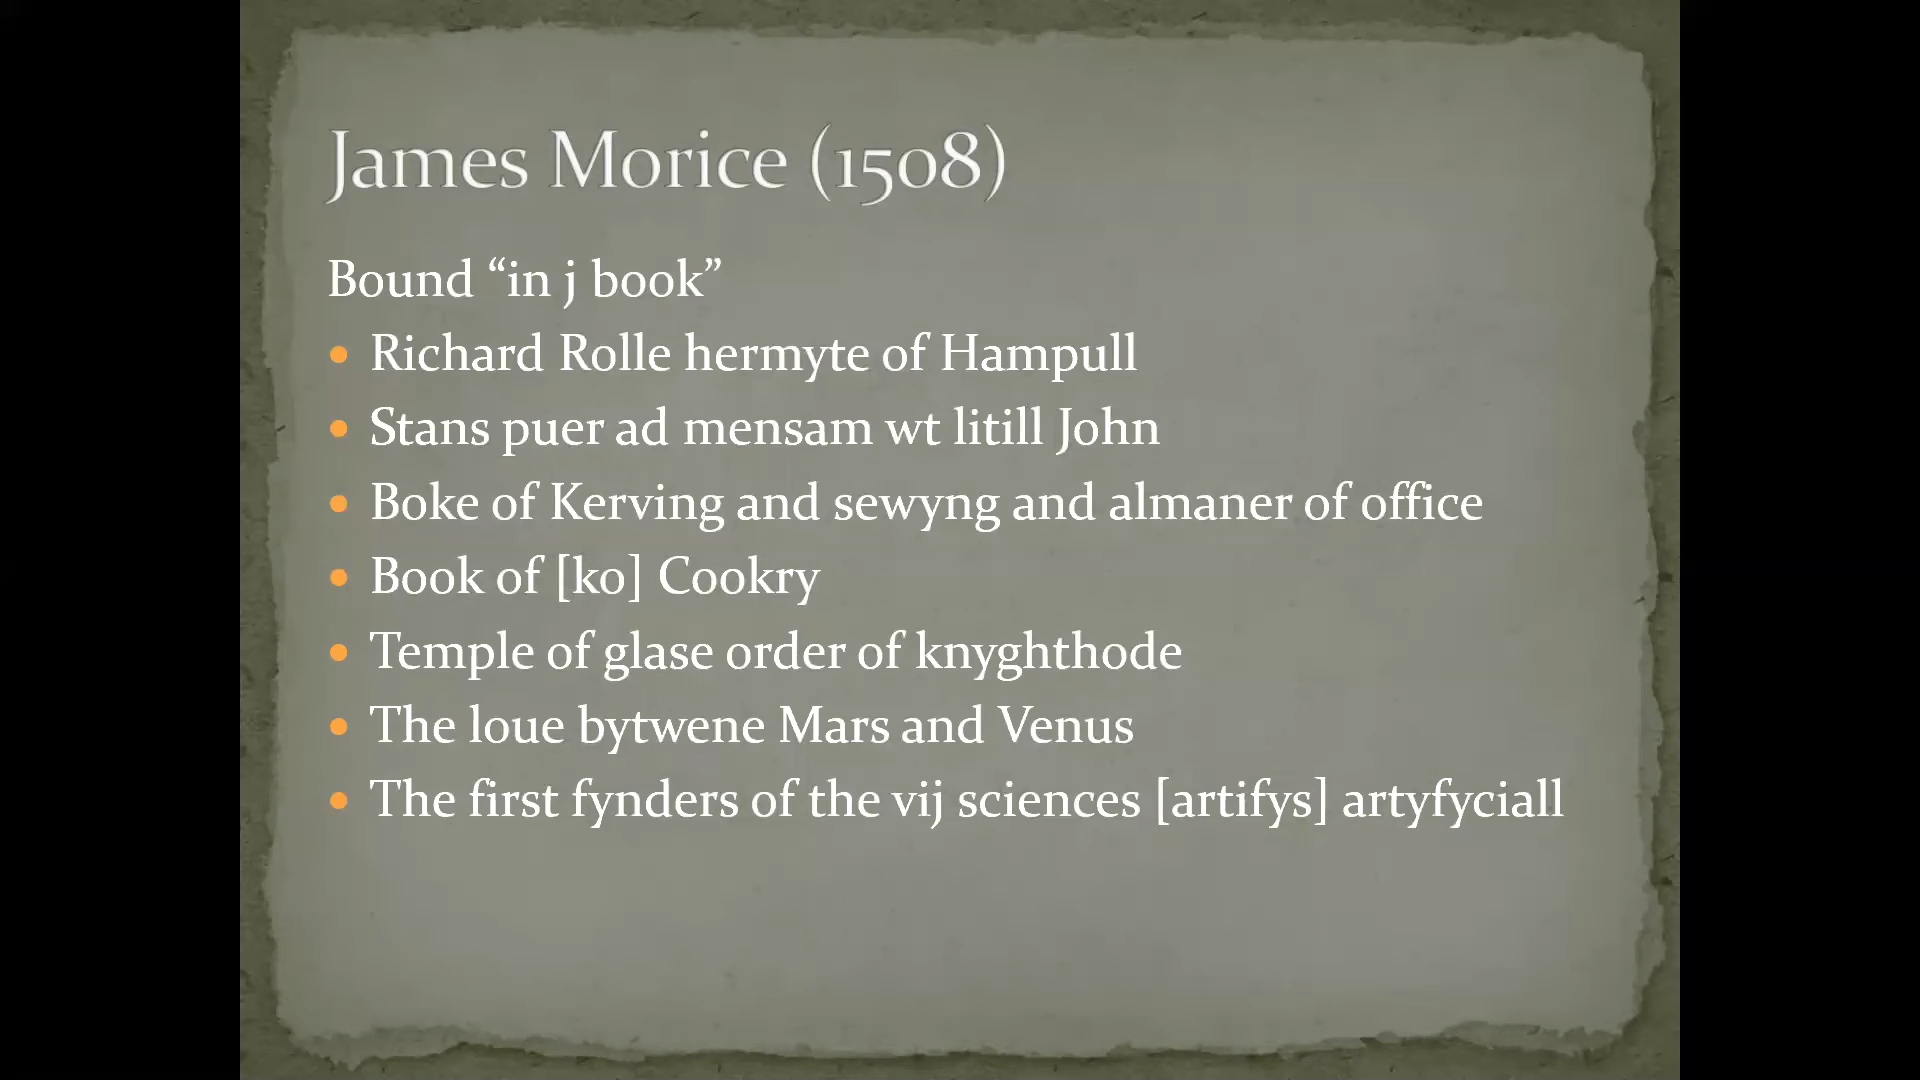 James Morice (1508)
Bound “in j book”
• Richard Rolle hermyte of Hampull
• Stans puer ad mensam wt litill John
• Boke of Kerving and sewyng and almaner of office
• Book of [ko] Cookry
• Temple of glase order of knyghthode
• The loue bytwene Mars and Venus
• The first fynders of the vij sciences [artifys] artyfyciall